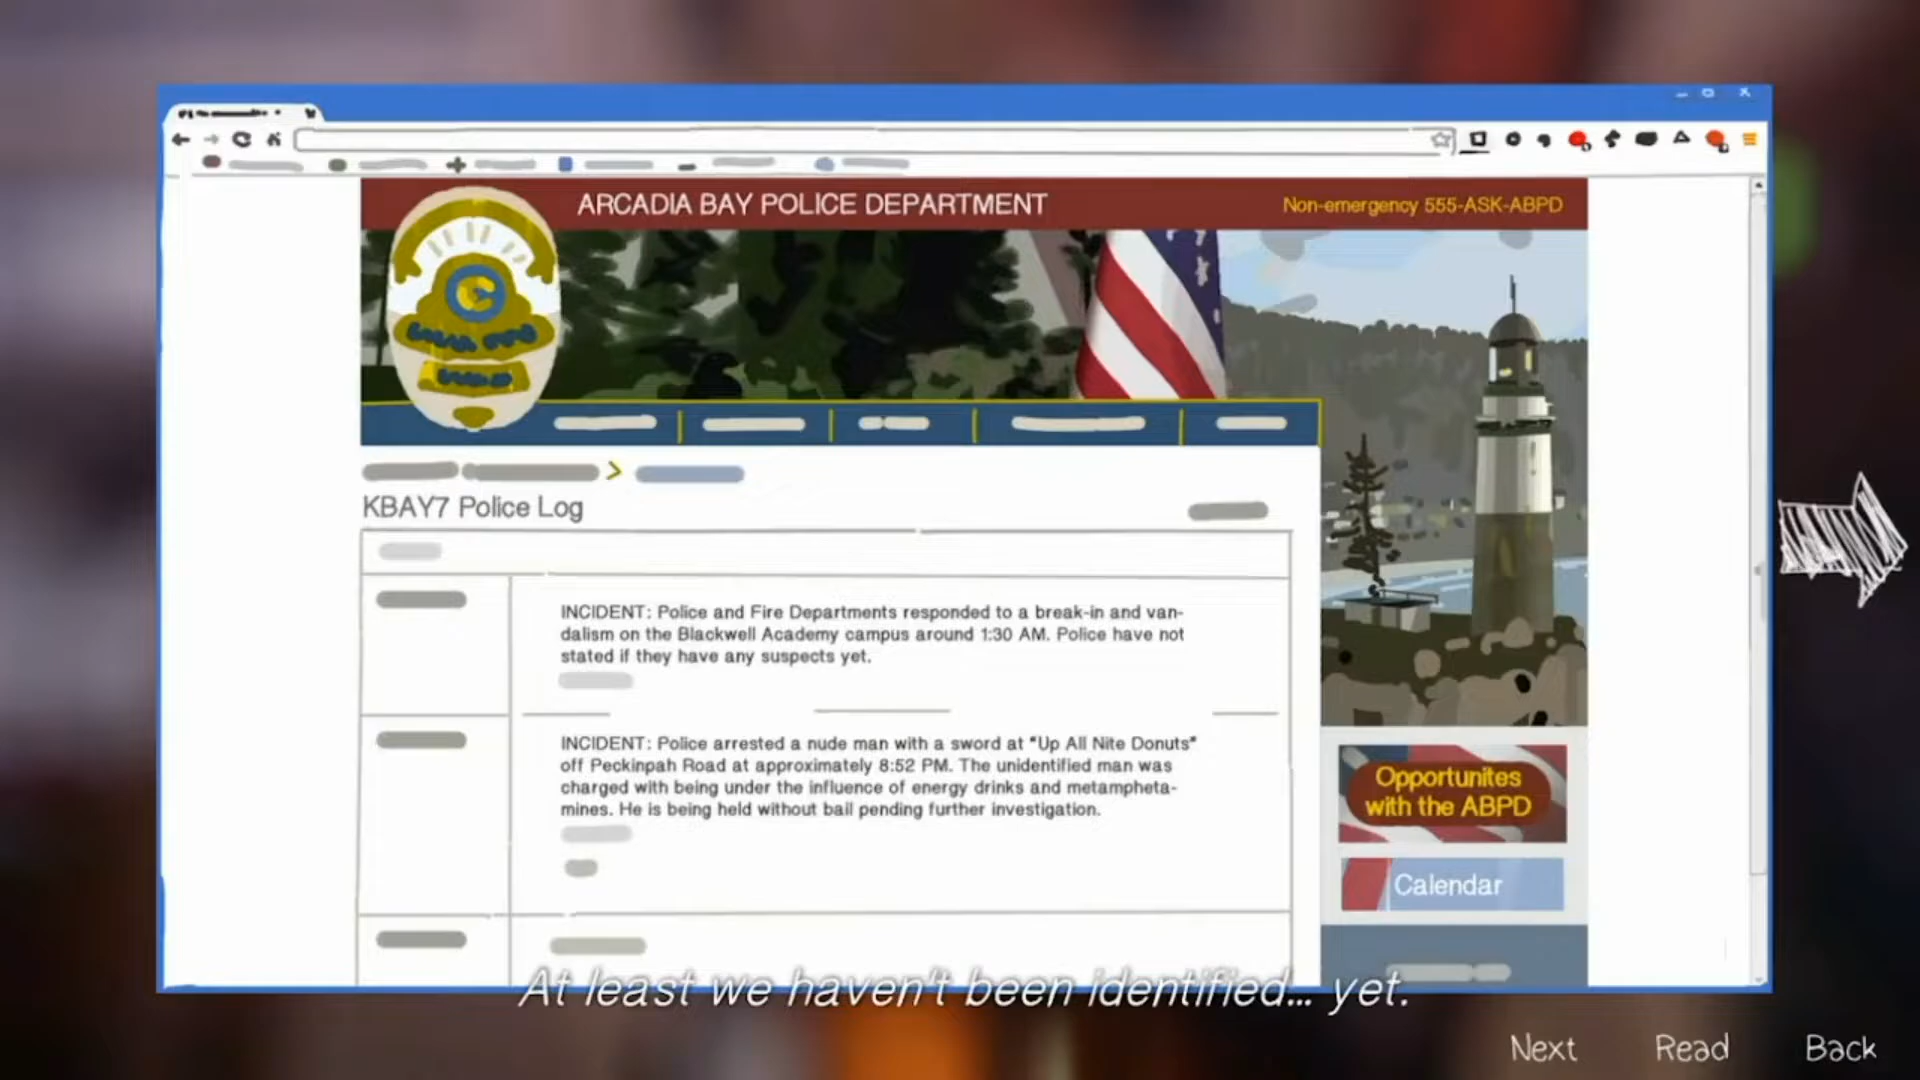 ARCADIA BAY POLICE DEPARTMENT
Non-emergency 555-ASK-ABPD
KBAY7 Police Log
INCIDENT: Police and Fire Departments responded to a break-in and van-
dalism on the Blackwell Academy campus around 1:30 AM. Police have not
stated if they have any suspects yet.
INCIDENT: Police arrested a nude man with a sword at "Up All Nite Donuts"
off Peckinpah Road at approximately 8:52 PM. The unidentified man was
charged with being under the influence of energy drinks and metampheta-
mines. He is being held without bail pending further investigation.
Opportunites
with the ABPD
Calendar
At least we haven't been identified... yet.
Next
Read
Back